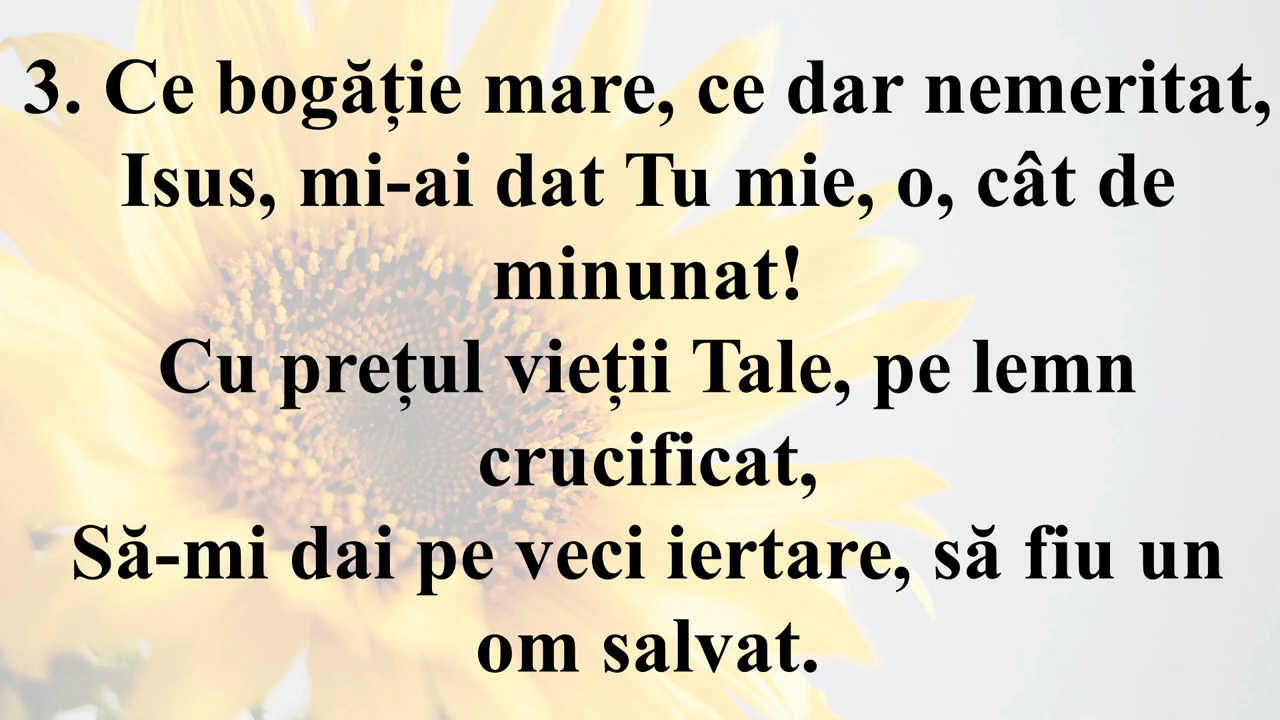 3. Ce bogăție mare, ce dar nemeritat,
Isus, mi-ai dat Tu mie, o, cât de
minunat!
Cu prețul vieții Tale, pe lemn
crucificat,
Să-mi dai pe veci iertare, să fiu un
om salvat.